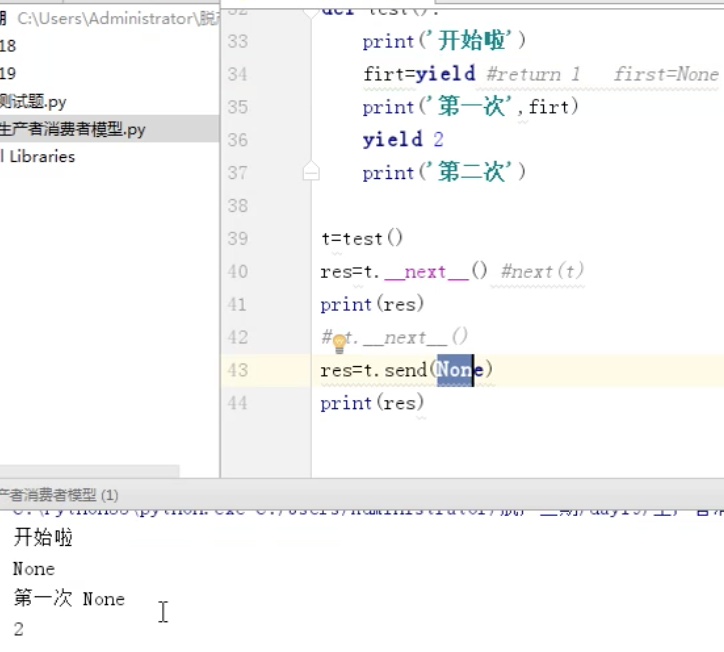 期 C:\Users\Administrator\脱产
18
19
测试题.py
生产者消费者模型.py
l Libraries
32 def test():
33 print('开始啦')
34 firt=yield #return 1 first=None
35 print('第一次',firt)
36 yield 2
37 print('第二次')
38
39 t=test()
40 res=t.__next__() #next(t)
41 print(res)
42 # t.__next__()
43 res=t.send(None)
44 print(res)
产者消费者模型 (1)
开始啦
None
第一次 None
2